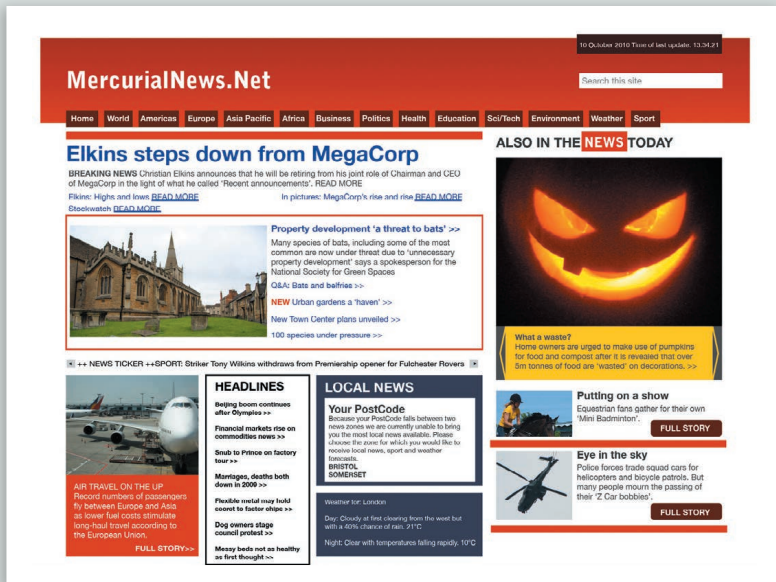 10 October 2010 Time of last update. 13.34.21
MercurialNews.Net
Search this site
Home World Americas Europe Asia Pacific Africa Business Politics Health Education Sci/Tech Environment Weather Sport
Elkins steps down from MegaCorp
BREAKING NEWS Christian Elkins announces that he will be retiring from his joint role of Chairman and CEO
of MegaCorp in the light of what he called 'Recent announcements'. READ MORE
Elkins: Highs and lows READ MORE
In pictures: MegaCorp's rise and rise READ MORE
Stockwatch READ MORE
Property development 'a threat to bats' >>
Many species of bats, including some of the most
common are now under threat due to 'unnecessary
property development' says a spokesperson for the
National Society for Green Spaces
Q&A: Bats and belfries >>
NEW Urban gardens a 'haven' >>
New Town Center plans unveiled >>
100 species under pressure >>
++ NEWS TICKER ++SPORT: Striker Tony Wilkins withdraws from Premiership opener for Fulchester Rovers
AIR TRAVEL ON THE UP
Record numbers of passengers
fly between Europe and Asia
as lower fuel costs stimulate
long-haul travel according to
the European Union.
FULL STORY>>
HEADLINES
Beijing boom continues
after Olympics >>
Financial markets rise on
commodities news >>
Snub to Prince on factory
tour >>
Marriages, deaths both
down in 2009 >>
Flexible metal may hold
secret to faster chips >>
Dog owners stage
council protest >>
Messy beds not as healthy
as first thought >>
LOCAL NEWS
Your PostCode
Because your PostCode falls between two
news zones we are currently unable to bring
you the most local news available. Please
choose the zone for which you would like to
receive local news, sport and weather
forecasts.
BRISTOL
SOMERSET
Weather for: London
Day: Cloudy at first clearing from the west but
with a 40% chance of rain. 21°C
Night: Clear with temperatures falling rapidly. 10°C
ALSO IN THE NEWS TODAY
What a waste?
Home owners are urged to make use of pumpkins
for food and compost after it is revealed that over
5m tonnes of food are 'wasted' on decorations. >>
Putting on a show
Equestrian fans gather for their own
'Mini Badminton'.
FULL STORY
Eye in the sky
Police forces trade squad cars for
helicopters and bicycle patrols. But
many people mourn the passing of
their 'Z Car bobbies'.
FULL STORY